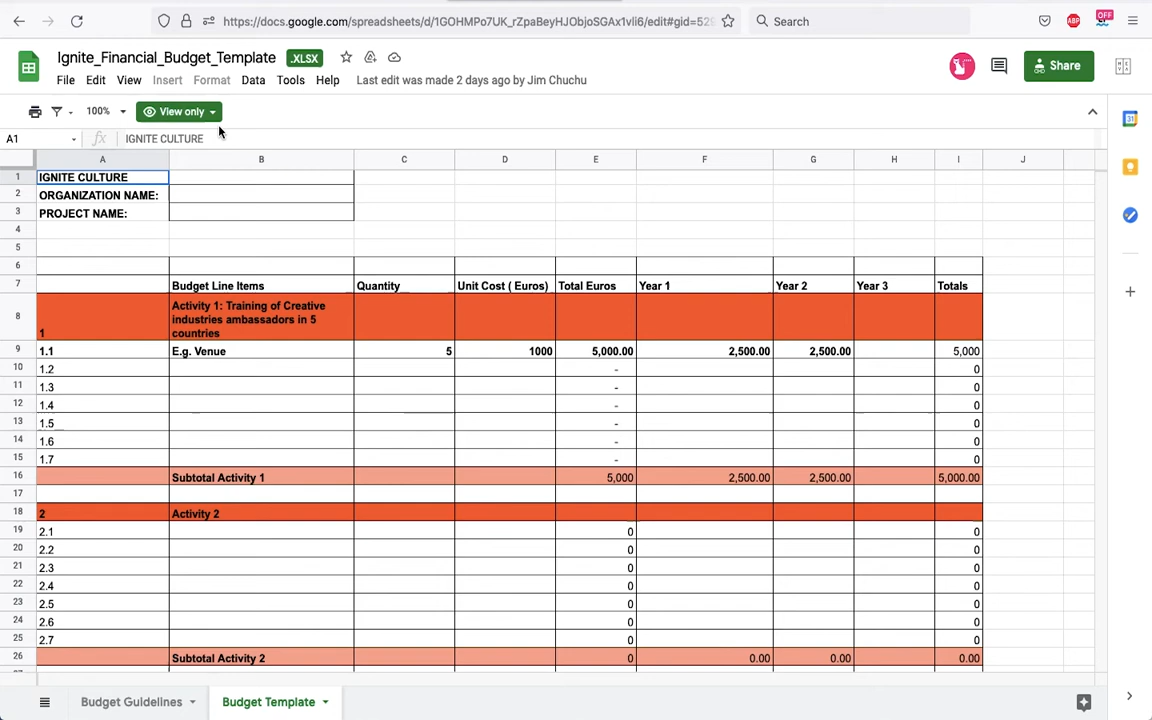 https://docs.google.com/spreadsheets/d/1GOHMPo7UK_rZpaBeyHJObjoSGAx1vli6/edit#gid=529
Search
ABP
OFF
Ignite_Financial_Budget_Template .XLSX
Share
File Edit View Insert Format Data Tools Help Last edit was made 2 days ago by Jim Chuchu
100% View only
31
A1 fx IGNITE CULTURE
A B C D E F G H I J
1 IGNITE CULTURE
2 ORGANIZATION NAME:
3 PROJECT NAME:
4
5
6
7 Budget Line Items Quantity Unit Cost ( Euros) Total Euros Year 1 Year 2 Year 3 Totals
8 1 Activity 1: Training of Creative
industries ambassadors in 5
countries
9 1.1 E.g. Venue 5 1000 5,000.00 2,500.00 2,500.00 5,000
10 1.2 - 0
11 1.3 - 0
12 1.4 - 0
13 1.5 - 0
14 1.6 - 0
15 1.7 - 0
16 Subtotal Activity 1 5,000 2,500.00 2,500.00 5,000.00
17
18 2 Activity 2
19 2.1 0 0
20 2.2 0 0
21 2.3 0 0
22 2.4 0 0
23 2.5 0 0
24 2.6 0 0
25 2.7 0 0
26 Subtotal Activity 2 0 0.00 0.00 0.00
Budget Guidelines Budget Template